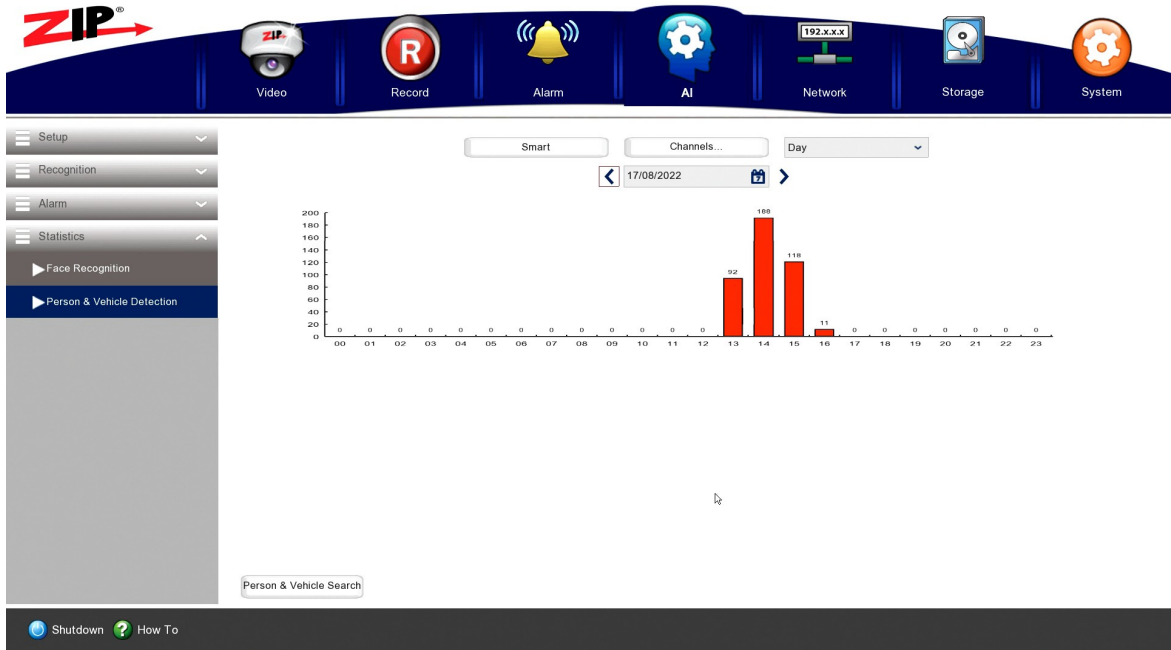 ZIP®
ZIP
R
192.x.x.x
Video Record Alarm AI Network Storage System
Setup
Recognition
Alarm
Statistics
Face Recognition
Person & Vehicle Detection
Smart Channels... Day
17/08/2022 7
200
180
160
140
120
100
80
60
40
20
0
0 0 0 0 0 0 0 0 0 0 0 0 0 92 188 118 11 0 0 0 0 0 0 0
00 01 02 03 04 05 06 07 08 09 10 11 12 13 14 15 16 17 18 19 20 21 22 23
Person & Vehicle Search
Shutdown ? How To